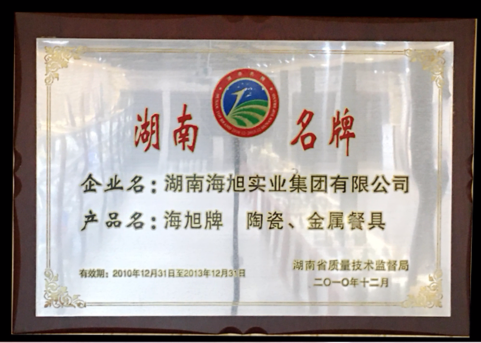 湖南 名牌
企业名：湖南海旭实业集团有限公司
产品名：海旭牌 陶瓷、金属餐具
有效期：2010年12月31日至2013年12月31日
湖南省质量技术监督局
二〇一〇年十二月